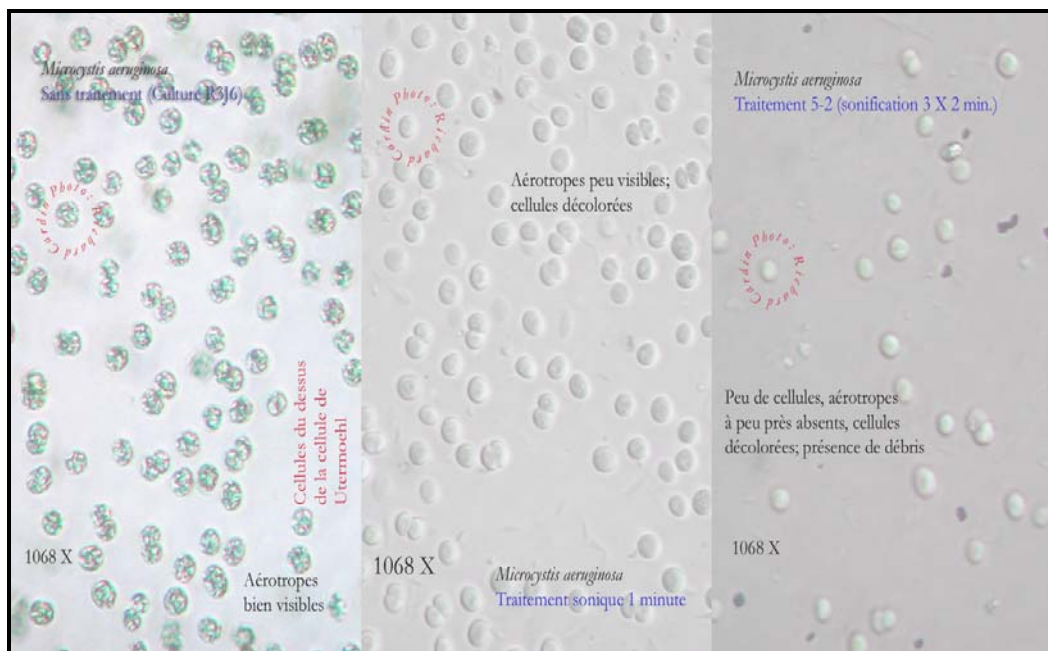 Microcystis aeruginosa
Sans traitement (Culture R3J6)
Photo: Richard Cardin
Cellules du dessus
de la cellule de
Utermoehl
1068 X
Aérotropes
bien visibles
Photo: Richard Cardin
Aérotropes peu visibles;
cellules décolorées
1068 X
Microcystis aeruginosa
Traitement sonique 1 minute
Microcystis aeruginosa
Traitement 5-2 (sonification 3 X 2 min.)
Photo: Richard Cardin
Peu de cellules, aérotropes
à peu près absents, cellules
décolorées; présence de débris
1068 X